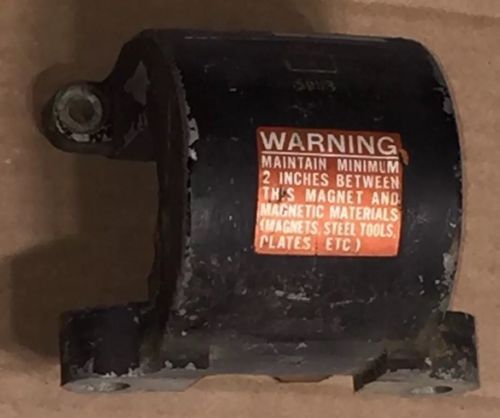 WARNING
MAINTAIN MINIMUM
2 INCHES BETWEEN
THIS MAGNET AND
MAGNETIC MATERIALS
(MAGNETS, STEEL TOOLS,
PLATES, ETC.)